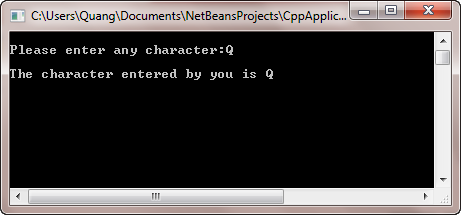 C:\Users\Quang\Documents\NetBeansProjects\CppApplic...
Please enter any character:Q
The character entered by you is Q